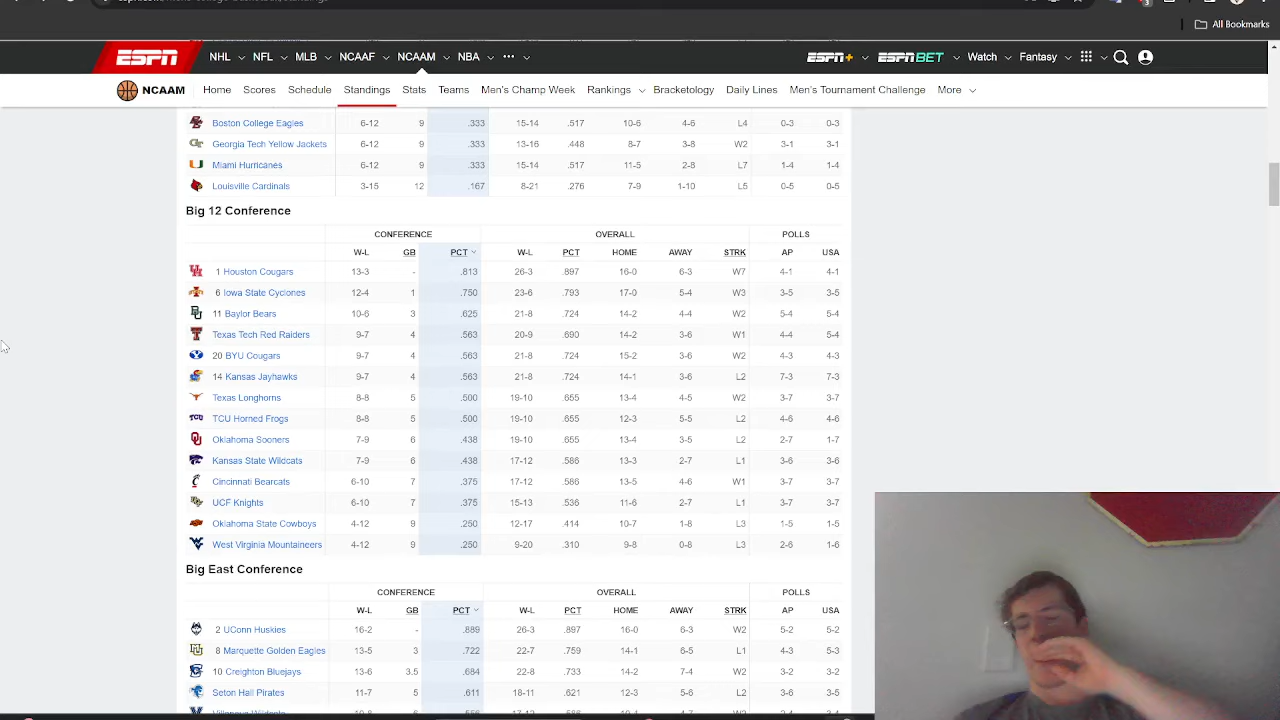 All Bookmarks
ESPN NHL NFL MLB NCAAF NCAAM NBA ••• ESPN+ ESPNBET Watch Fantasy
NCAAM Home Scores Schedule Standings Stats Teams Men's Champ Week Rankings Bracketology Daily Lines Men's Tournament Challenge More
Boston College Eagles 6-12 9 .333 15-14 .517 10-6 4-6 L4 0-3 0-3
Georgia Tech Yellow Jackets 6-12 9 .333 13-16 .448 8-7 3-8 W2 3-1 3-1
Miami Hurricanes 6-12 9 .333 15-14 .517 11-5 2-8 L7 1-4 1-4
Louisville Cardinals 3-15 12 .167 8-21 .276 7-9 1-10 L5 0-5 0-5
Big 12 Conference
CONFERENCE OVERALL POLLS
W-L GB PCT W-L PCT HOME AWAY STRK AP USA
1 Houston Cougars 13-3 - .813 26-3 .897 16-0 6-3 W7 4-1 4-1
6 Iowa State Cyclones 12-4 1 .750 23-6 .793 17-0 5-4 W3 3-5 3-5
11 Baylor Bears 10-6 3 .625 21-8 .724 14-2 4-4 W2 5-4 5-4
Texas Tech Red Raiders 9-7 4 .563 20-9 .690 14-2 3-6 W1 4-4 5-4
20 BYU Cougars 9-7 4 .563 21-8 .724 15-2 3-6 W2 4-3 4-3
14 Kansas Jayhawks 9-7 4 .563 21-8 .724 14-1 3-6 L2 7-3 7-3
Texas Longhorns 8-8 5 .500 19-10 .655 13-4 4-5 W2 3-7 3-7
TCU Horned Frogs 8-8 5 .500 19-10 .655 12-3 5-5 L2 4-6 4-6
Oklahoma Sooners 7-9 6 .438 19-10 .655 13-4 3-5 L2 2-7 1-7
Kansas State Wildcats 7-9 6 .438 17-12 .586 13-3 2-7 L1 3-6 3-6
Cincinnati Bearcats 6-10 7 .375 17-12 .586 13-5 4-6 W1 3-7 3-7
UCF Knights 6-10 7 .375 15-13 .536 11-6 2-7 L1 3-7 3-7
Oklahoma State Cowboys 4-12 9 .250 12-17 .414 10-7 1-8 L3 1-5 1-5
West Virginia Mountaineers 4-12 9 .250 9-20 .310 9-8 0-8 L3 2-6 1-6
Big East Conference
CONFERENCE OVERALL POLLS
W-L GB PCT W-L PCT HOME AWAY STRK AP USA
2 UConn Huskies 16-2 - .889 26-3 .897 16-0 6-3 W2 5-2 5-2
8 Marquette Golden Eagles 13-5 3 .722 22-7 .759 14-1 6-5 L1 4-3 5-3
10 Creighton Bluejays 13-6 3.5 .684 22-8 .733 14-2 7-4 W2 3-2 3-2
Seton Hall Pirates 11-7 5 .611 18-11 .621 12-3 5-6 L2 3-6 3-5